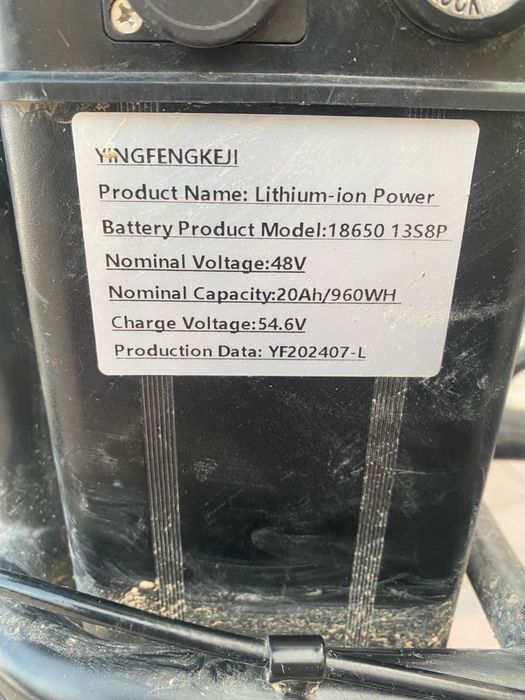 OCK
YINGFENGKEJI
Product Name: Lithium-ion Power
Battery Product Model:18650 13S8P
Nominal Voltage:48V
Nominal Capacity:20Ah/960WH
Charge Voltage:54.6V
Production Data: YF202407-L